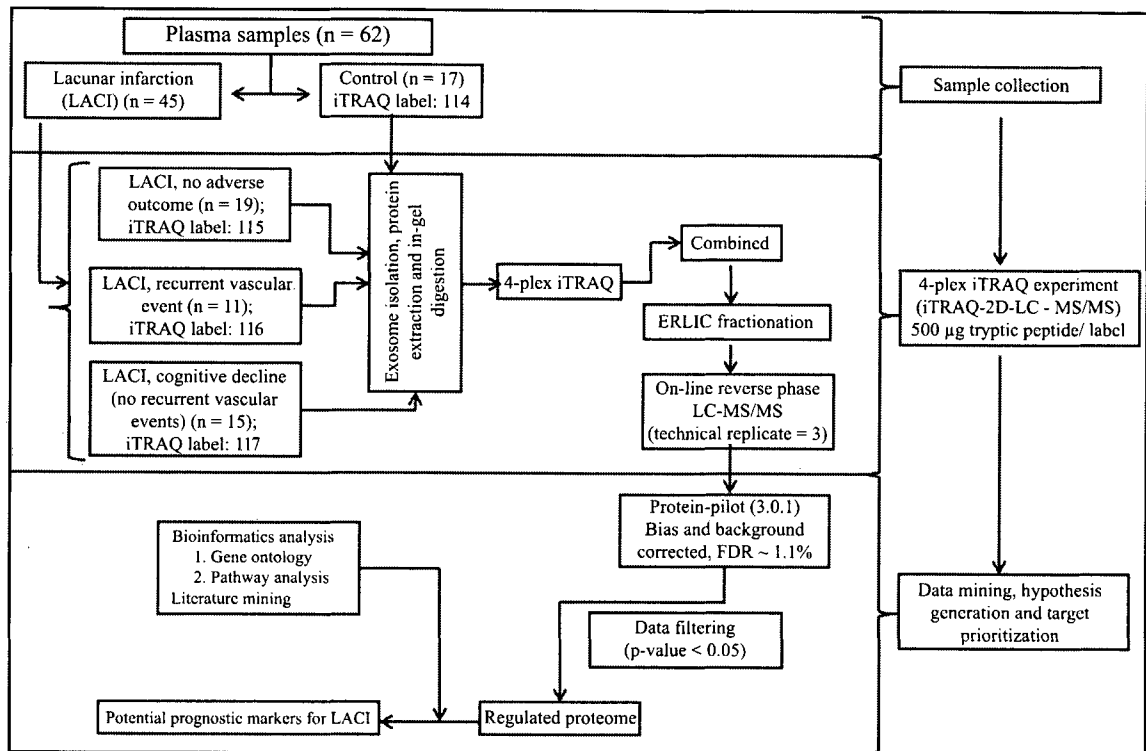 Plasma samples (n = 62)
Lacunar infarction
(LACI) (n = 45)
Control (n = 17)
iTRAQ label: 114
Sample collection
LACI, no adverse
outcome (n = 19);
iTRAQ label: 115
LACI, recurrent vascular
event (n = 11);
iTRAQ label: 116
LACI, cognitive decline
(no recurrent vascular
events) (n = 15);
iTRAQ label: 117
Exosome isolation, protein
extraction and in-gel
digestion
4-plex iTRAQ
Combined
ERLIC fractionation
On-line reverse phase
LC-MS/MS
(technical replicate = 3)
4-plex iTRAQ experiment
(iTRAQ-2D-LC - MS/MS)
500 µg tryptic peptide/ label
Protein-pilot (3.0.1)
Bias and background
corrected, FDR ~ 1.1%
Bioinformatics analysis
1. Gene ontology
2. Pathway analysis
Literature mining
Data filtering
(p-value < 0.05)
Data mining, hypothesis
generation and target
prioritization
Potential prognostic markers for LACI
Regulated proteome